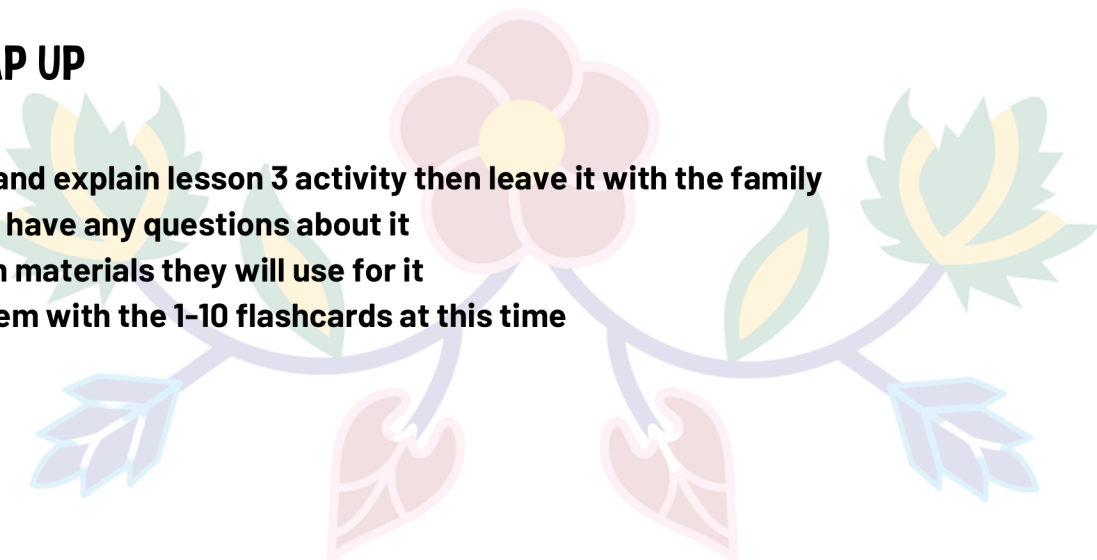 AP UP
and explain lesson 3 activity then leave it with the family
have any questions about it
materials they will use for it
em with the 1-10 flashcards at this time